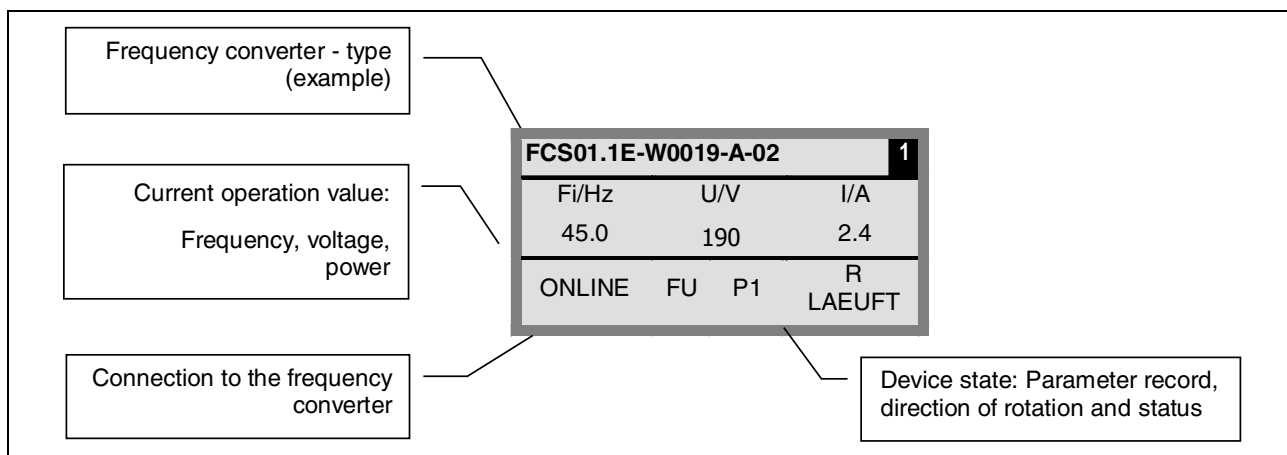 Frequency converter - type
(example)
FCS01.1E-W0019-A-02 1
Current operation value:
Frequency, voltage,
power
Fi/Hz U/V I/A
45.0 190 2.4
ONLINE FU P1 R
LAEUFT
Connection to the frequency
converter
Device state: Parameter record,
direction of rotation and status